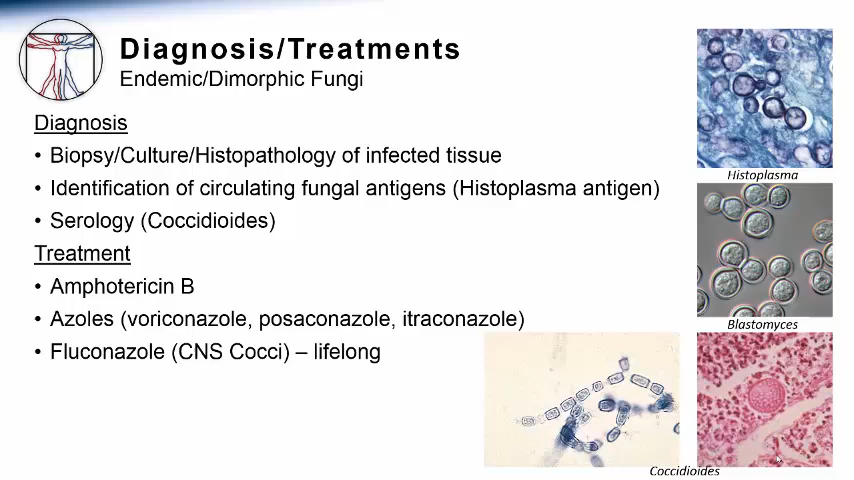 Diagnosis/Treatments
Endemic/Dimorphic Fungi
Diagnosis
• Biopsy/Culture/Histopathology of infected tissue
• Identification of circulating fungal antigens (Histoplasma antigen)
• Serology (Coccidioides)
Treatment
• Amphotericin B
• Azoles (voriconazole, posaconazole, itraconazole)
• Fluconazole (CNS Cocci) – lifelong
Histoplasma
Blastomyces
Coccidioides